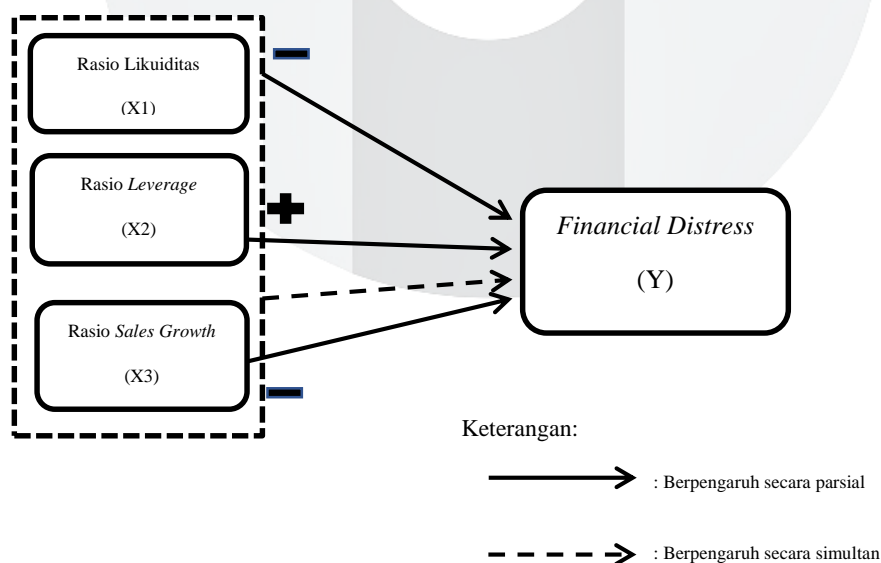 Rasio Likuiditas
(X1)
Rasio Leverage
(X2)
Rasio Sales Growth
(X3)
Financial Distress
(Y)
Keterangan:
: Berpengaruh secara parsial
: Berpengaruh secara simultan